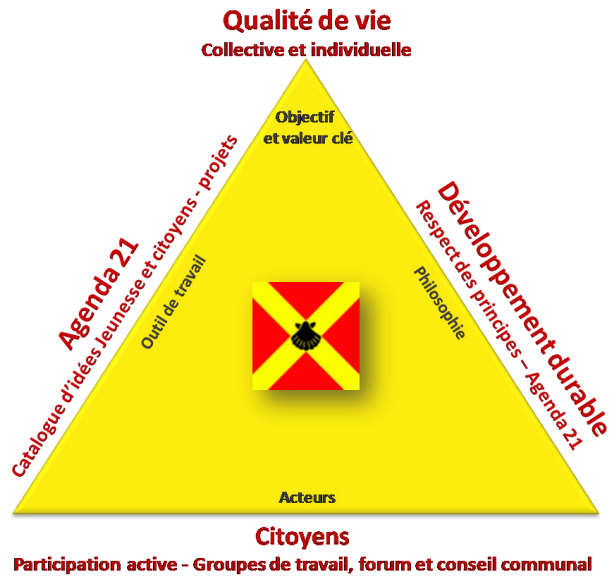 Qualité de vie
Collective et individuelle
Objectif
et valeur clé
Agenda 21
Catalogue d'idées Jeunesse et citoyens - projets
Outil de travail
Développement durable
Respect des principes – Agenda 21
Philosophie
Acteurs
Citoyens
Participation active - Groupes de travail, forum et conseil communal